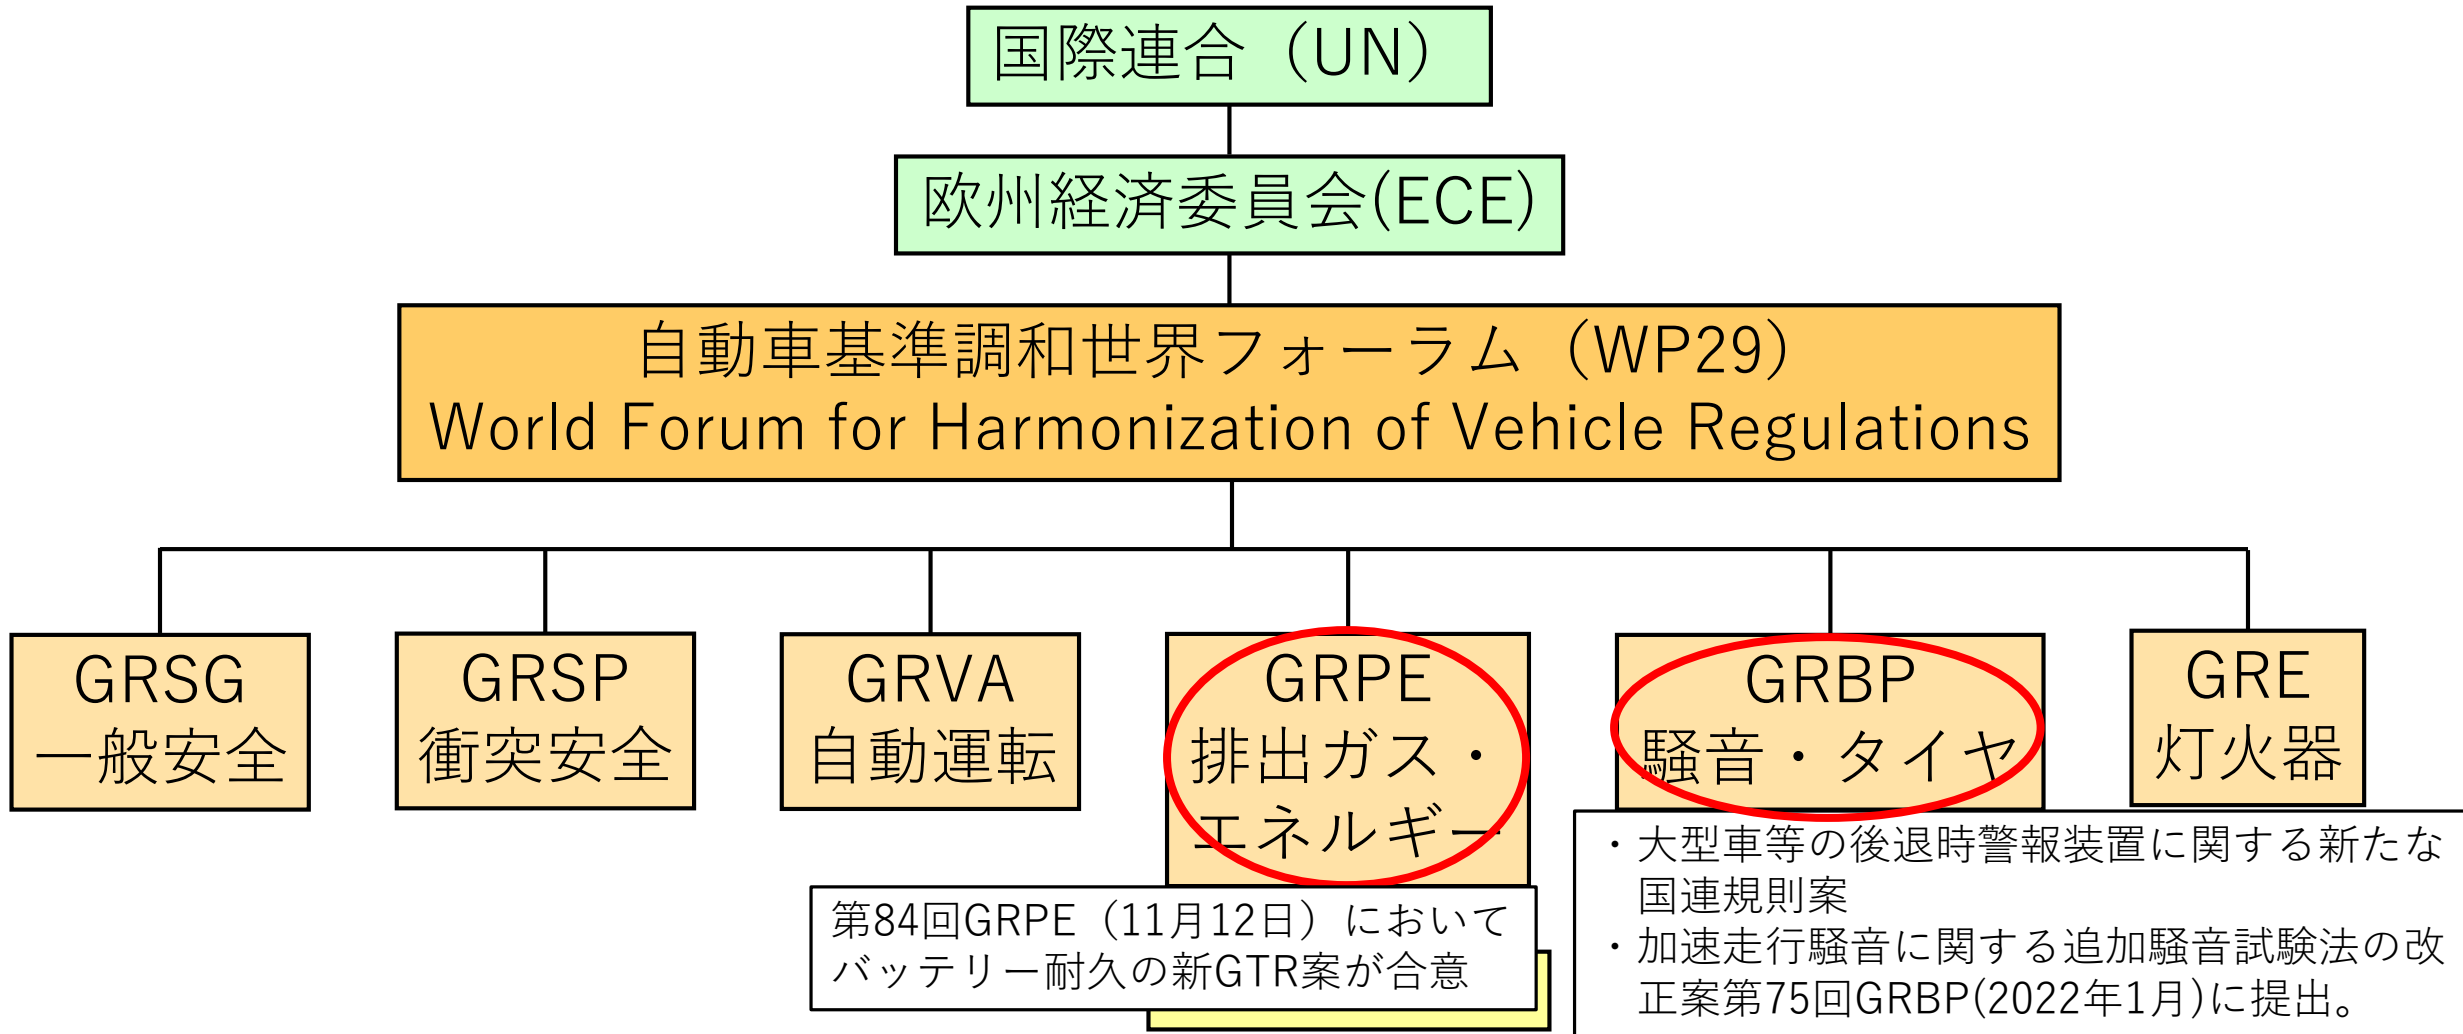 国際連合（UN）
欧州経済委員会(ECE)
自動車基準調和世界フォーラム（WP29）
World Forum for Harmonization of Vehicle Regulations
GRSG
一般安全
GRSP
衝突安全
GRVA
自動運転
GRPE
排出ガス・
エネルギー
GRBP
騒音・タイヤ
GRE
灯火器
第84回GRPE（11月12日）において
バッテリー耐久の新GTR案が合意
・大型車等の後退時警報装置に関する新たな
国連規則案
・加速走行騒音に関する追加騒音試験法の改
正案第75回GRBP(2022年1月)に提出。